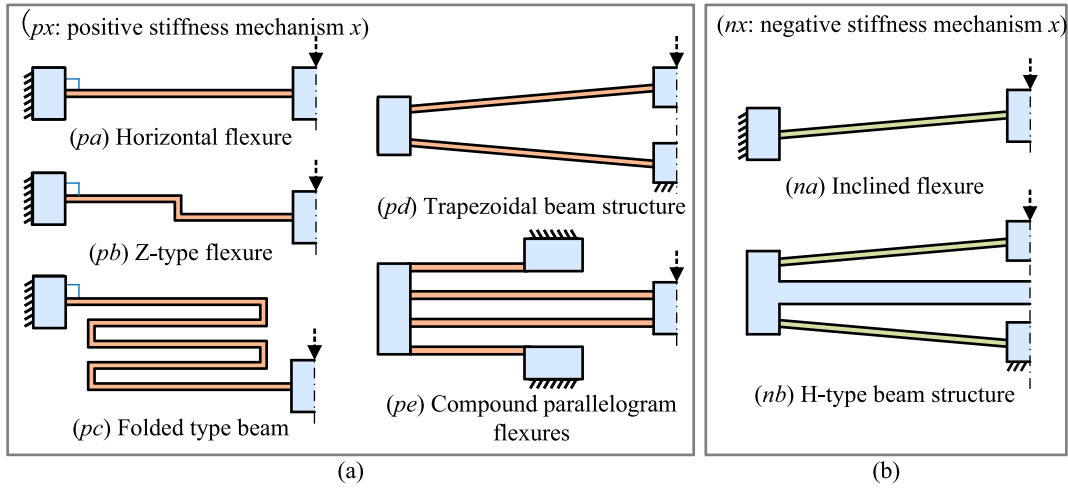 (px: positive stiffness mechanism x)
(pa) Horizontal flexure
(pb) Z-type flexure
(pc) Folded type beam
(pd) Trapezoidal beam structure
(pe) Compound parallelogram
flexures
(a)
(nx: negative stiffness mechanism x)
(na) Inclined flexure
(nb) H-type beam structure
(b)